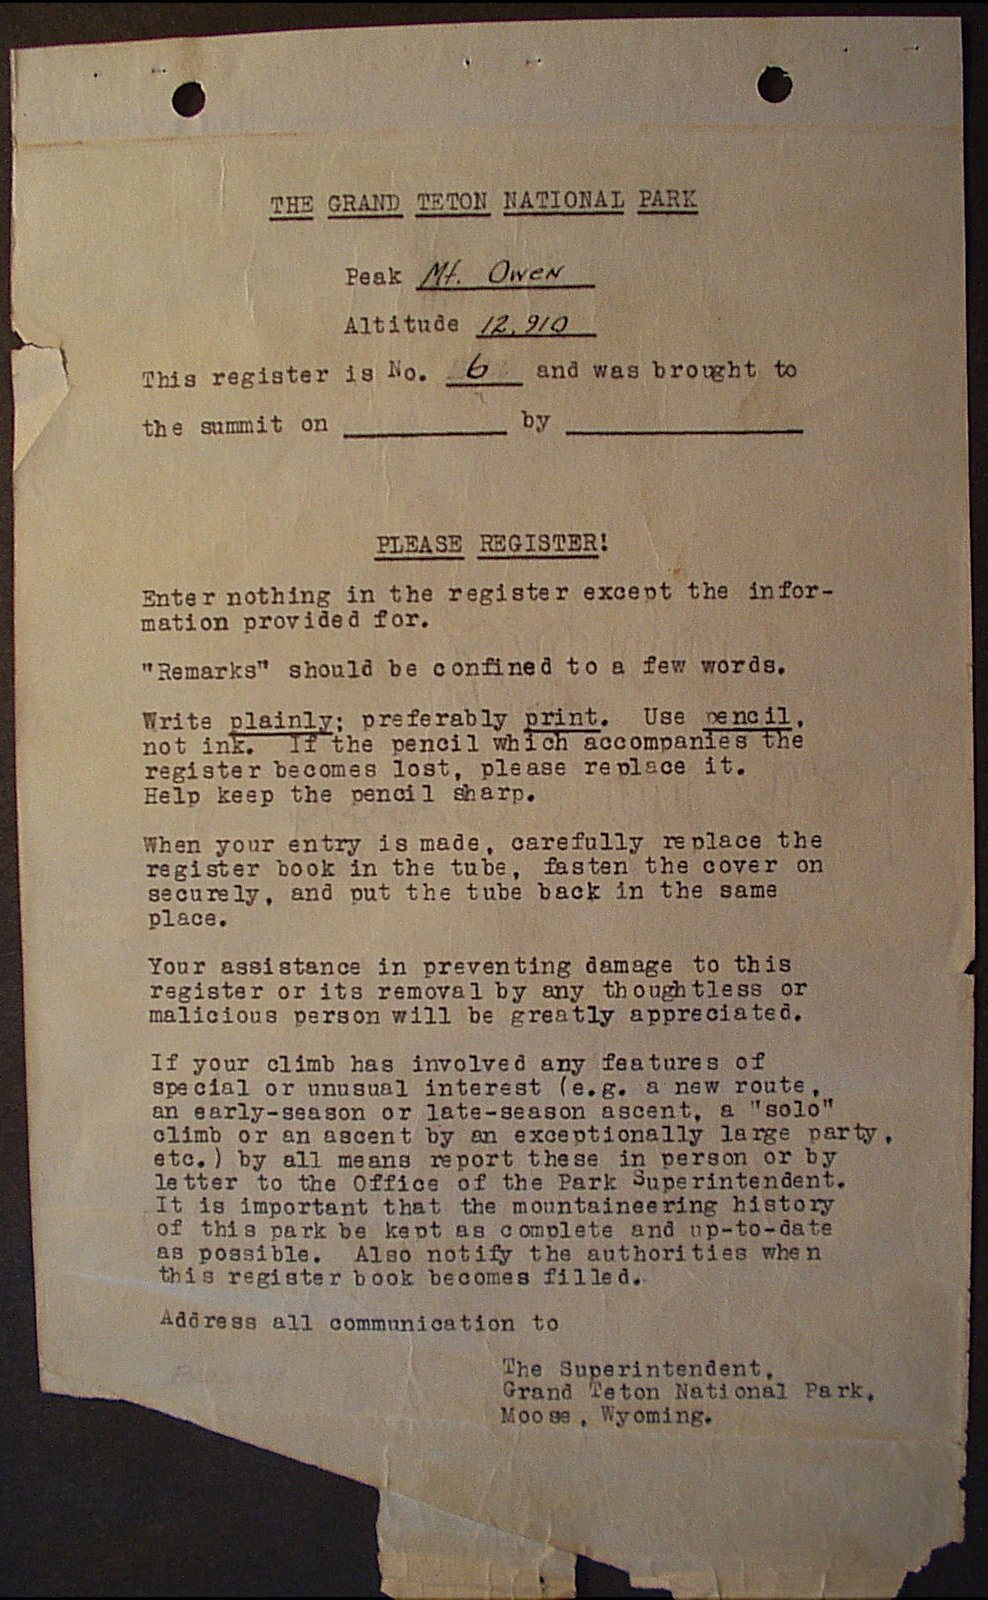 THE GRAND TETON NATIONAL PARK
Peak Mt. Owen
Altitude 12,910
This register is No. 6 and was brought to
the summit on ____ by ____
PLEASE REGISTER!
Enter nothing in the register except the infor-
mation provided for.
"Remarks" should be confined to a few words.
Write plainly; preferably print. Use pencil,
not ink. If the pencil which accompanies the
register becomes lost, please replace it.
Help keep the pencil sharp.
When your entry is made, carefully replace the
register book in the tube, fasten the cover on
securely, and put the tube back in the same
place.
Your assistance in preventing damage to this
register or its removal by any thoughtless or
malicious person will be greatly appreciated.
If your climb has involved any features of
special or unusual interest (e.g. a new route,
an early-season or late-season ascent, a "solo"
climb or an ascent by an exceptionally large party,
etc.) by all means report these in person or by
letter to the Office of the Park Superintendent.
It is important that the mountaineering history
of this park be kept as complete and up-to-date
as possible. Also notify the authorities when
this register book becomes filled.
Address all communication to
The Superintendent,
Grand Teton National Park,
Moose, Wyoming.